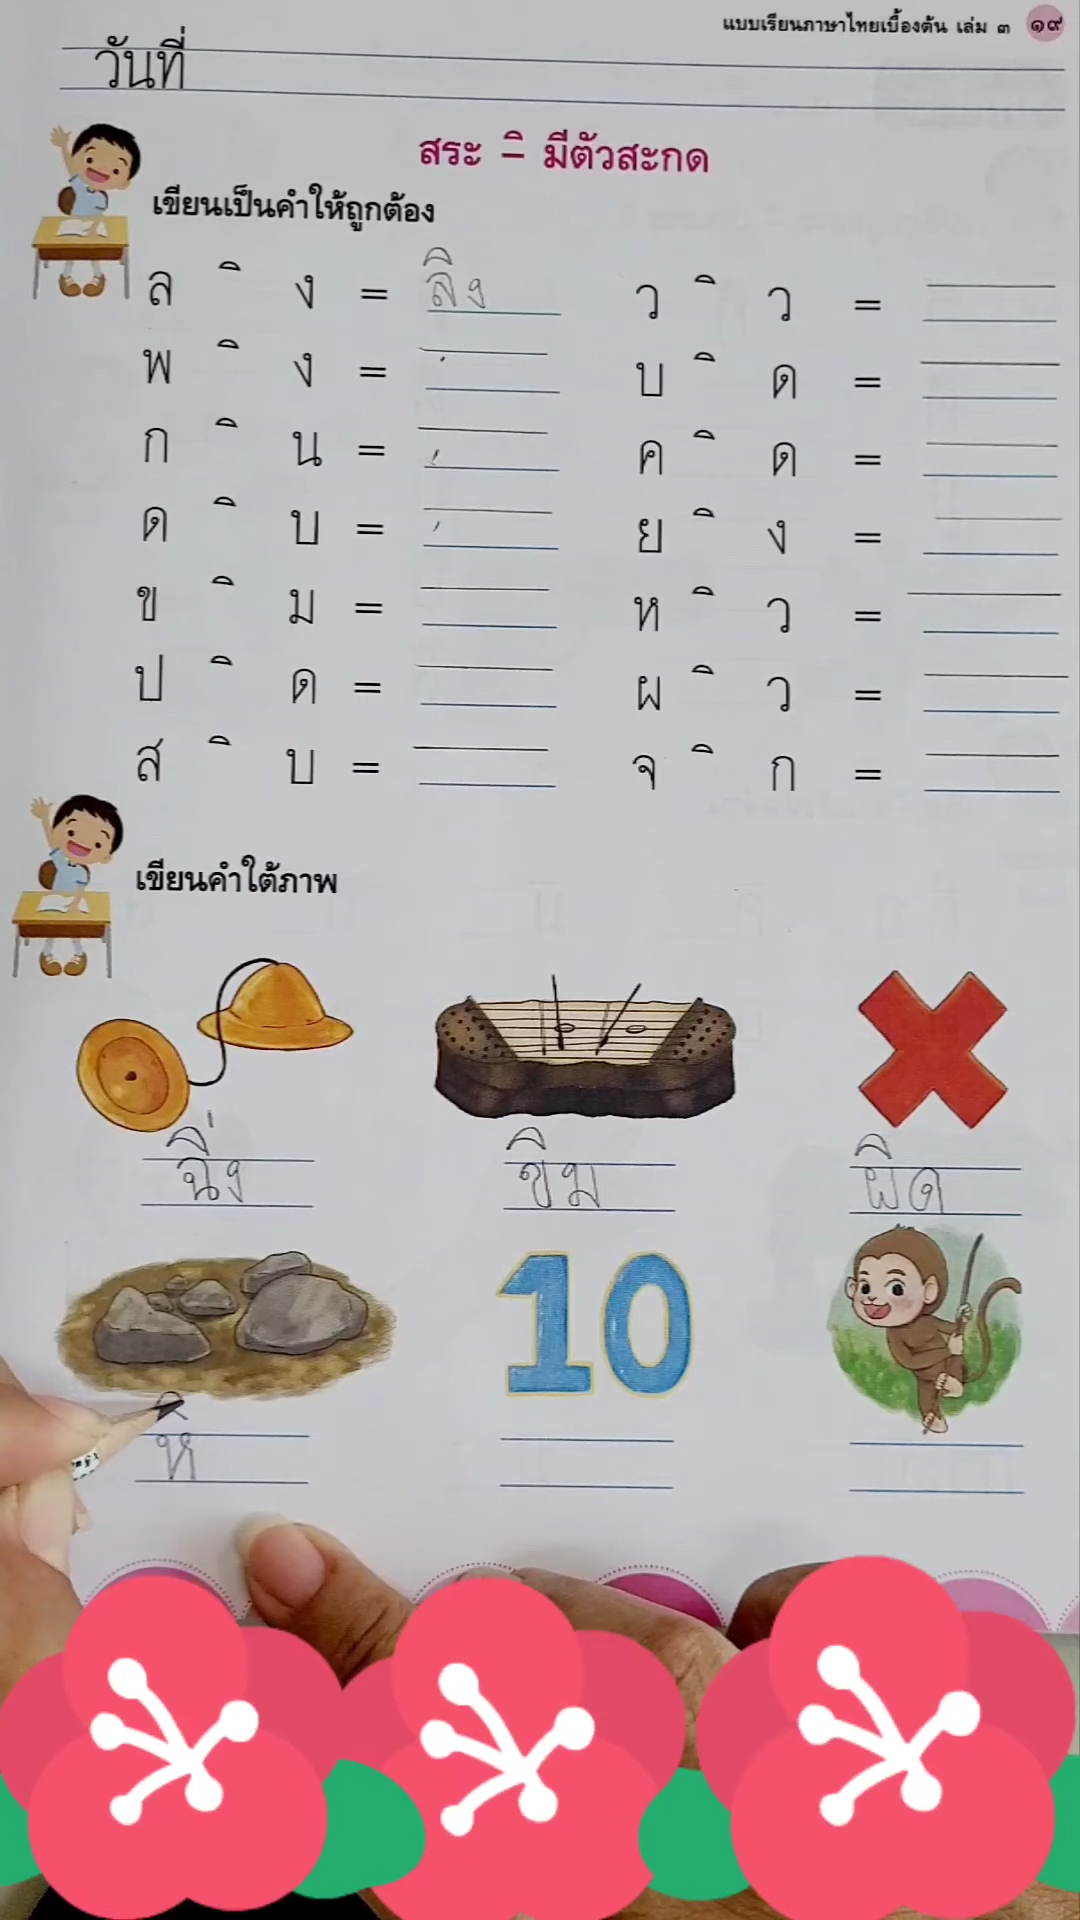 แบบเรียนภาษาไทยเบื้องต้น เล่ม ๓ ๑๙
วันที่
สระ –ิ มีตัวสะกด
เขียนเป็นคำให้ถูกต้อง
ล ิ ง = ลิง
ว ิ ว =
พ ิ ง =
บ ิ ด =
ก ิ น =
ค ิ ด =
ด ิ บ =
ย ิ ง =
ข ิ ม =
ห ิ ว =
ป ิ ด =
ผ ิ ว =
ส ิ บ =
จ ิ ก =
เขียนคำใต้ภาพ
ฉิ่ง ขิม ผิด
10
หิ